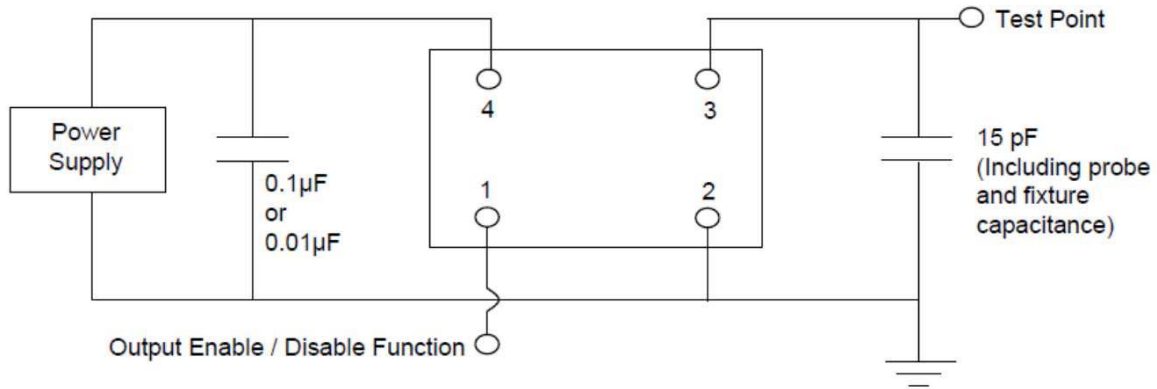 Test Point
4
3
Power
Supply
15 pF
(Including probe
and fixture
capacitance)
0.1µF
or
0.01µF
1
2
Output Enable / Disable Function